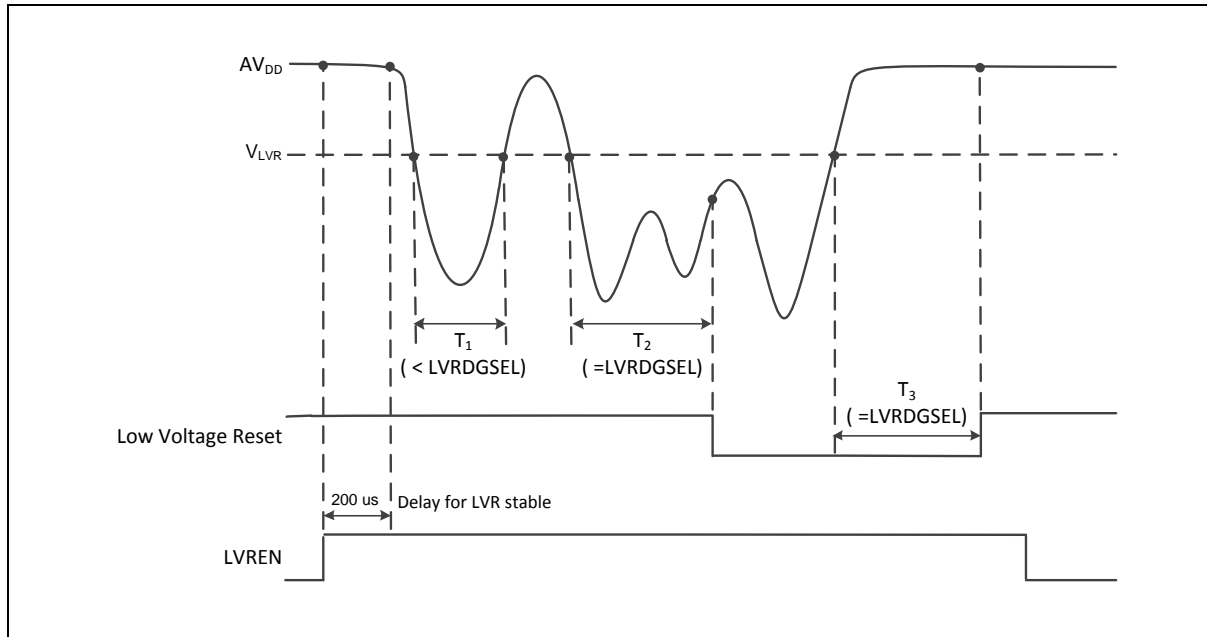 AVDD
VLVR
T1
( < LVRDGSEL)
T2
( =LVRDGSEL)
T3
( =LVRDGSEL)
Low Voltage Reset
200 us
Delay for LVR stable
LVREN